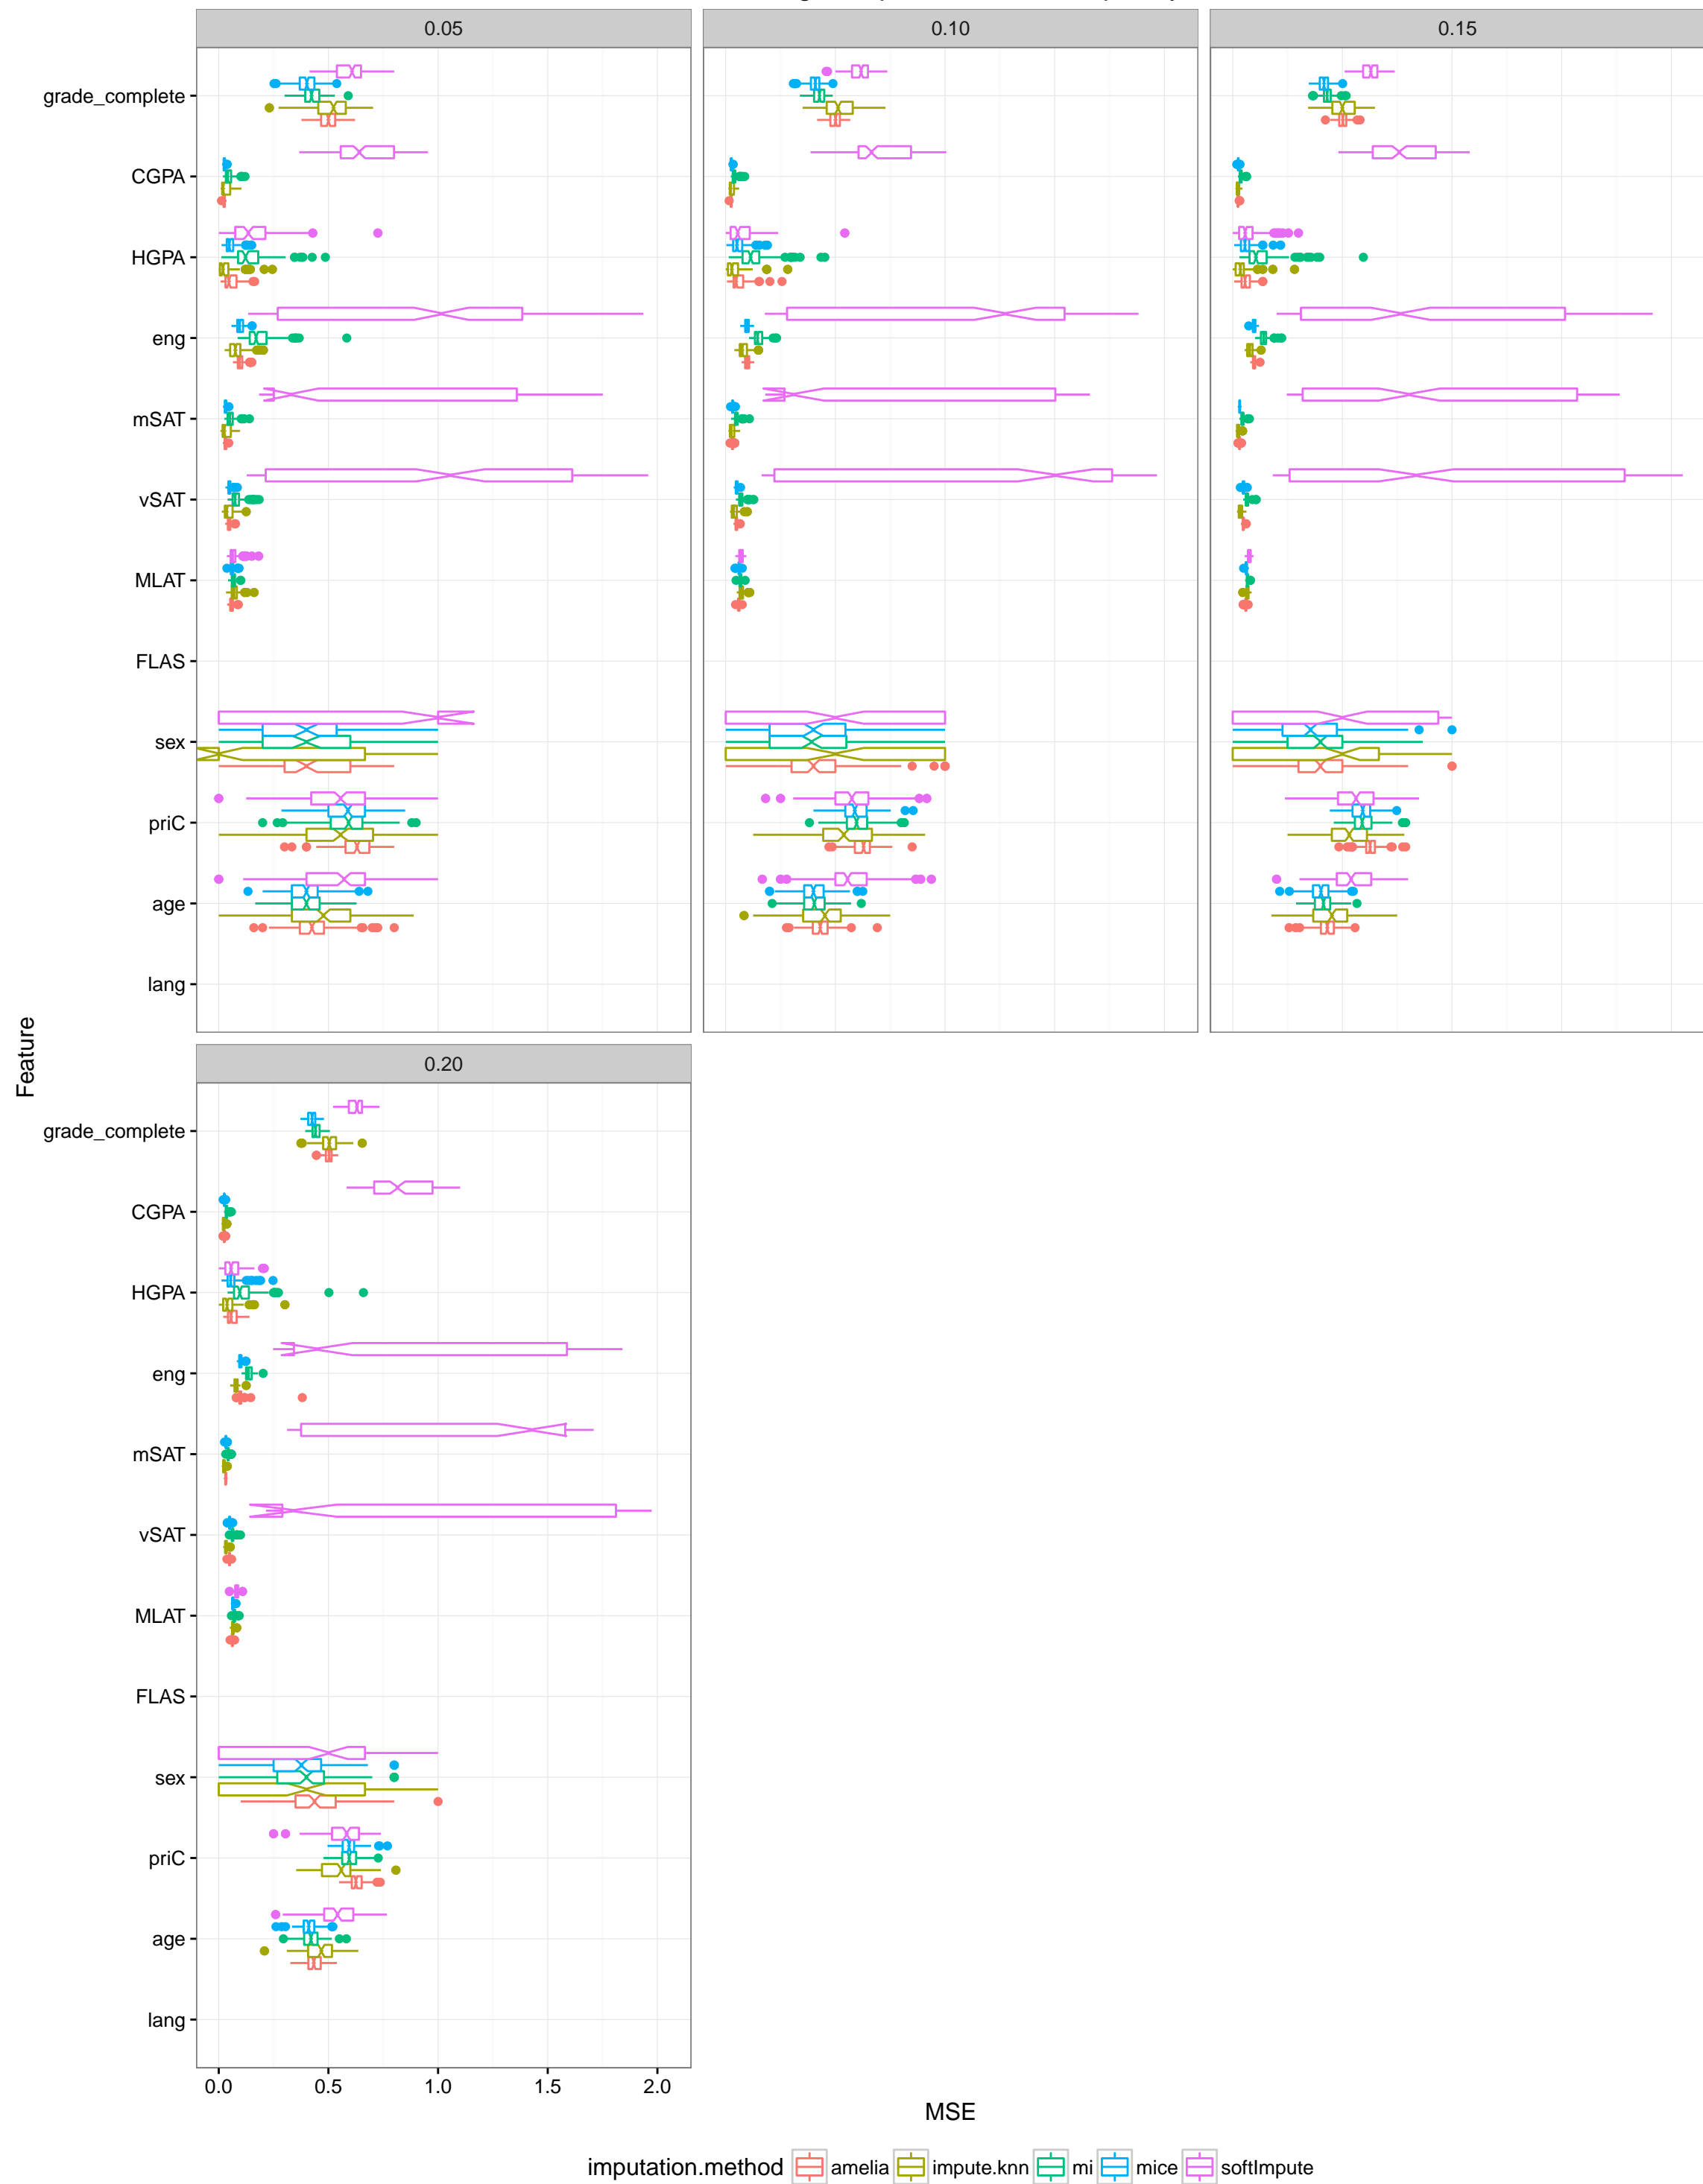 0.05 0.10 0.15
grade_complete
CGPA
HGPA
eng
mSAT
vSAT
MLAT
FLAS
sex
priC
age
lang
Feature
0.20
grade_complete
CGPA
HGPA
eng
mSAT
vSAT
MLAT
FLAS
sex
priC
age
lang
0.0 0.5 1.0 1.5 2.0
MSE
imputation.method amelia impute.knn mi mice softImpute